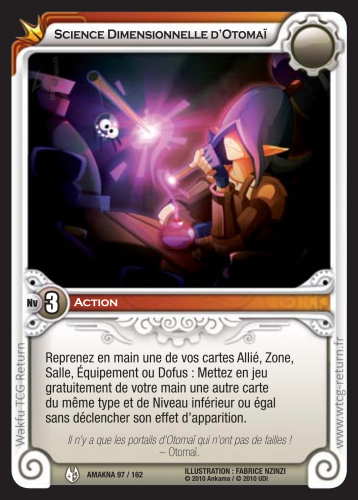 Science Dimensionnelle d'Otomaï
Nv 3
Action
Reprenez en main une de vos cartes Allié, Zone,
Salle, Équipement ou Dofus : Mettez en jeu
gratuitement de votre main une autre carte
du même type et de Niveau inférieur ou égal
sans déclencher son effet d'apparition.
Il n'y a que les portails d'Otomaï qui n'ont pas de failles !
– Otomaï.
AMAKNA 97 / 162
ILLUSTRATION : FABRICE NZINZI
© 2010 Ankama / © 2010 UDI
Wakfu TCG Return
www.wtcg-return.fr